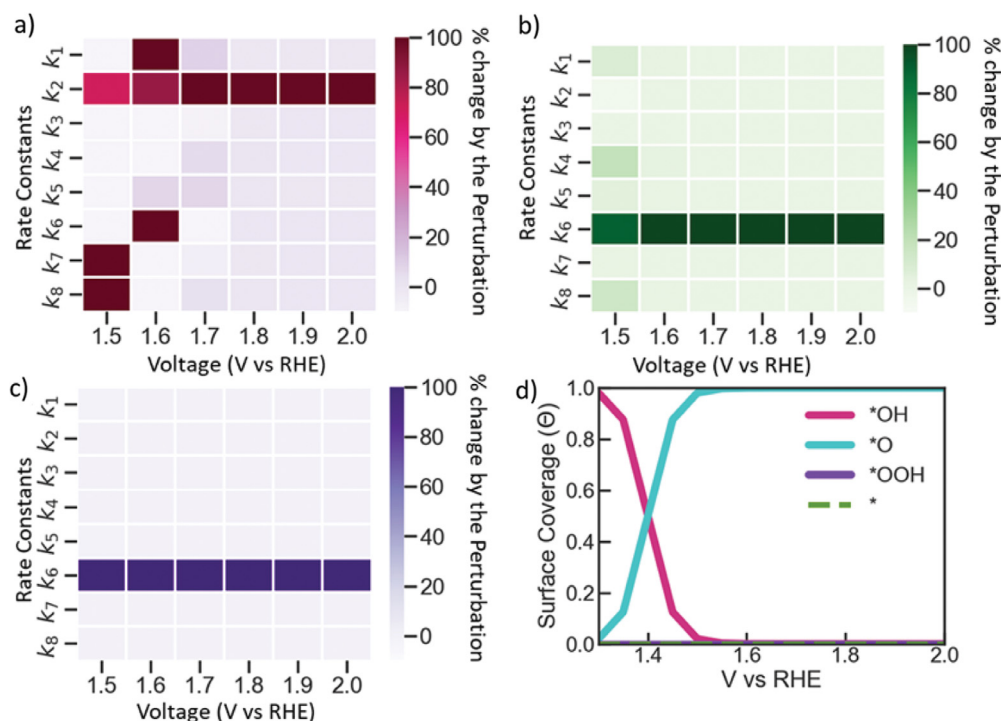 a)
Rate Constants
k1
k2
k3
k4
k5
k6
k7
k8
1.5 1.6 1.7 1.8 1.9 2.0
Voltage (V vs RHE)
100
80
60
40
20
0
% change by the Perturbation
b)
Rate Constants
k1
k2
k3
k4
k5
k6
k7
k8
1.5 1.6 1.7 1.8 1.9 2.0
Voltage (V vs RHE)
100
80
60
40
20
0
% change by the Perturbation
c)
Rate Constants
k1
k2
k3
k4
k5
k6
k7
k8
1.5 1.6 1.7 1.8 1.9 2.0
Voltage (V vs RHE)
100
80
60
40
20
0
% change by the Perturbation
d)
Surface Coverage (Θ)
1.0
0.8
0.6
0.4
0.2
0.0
*OH
*O
*OOH
*
1.4 1.6 1.8 2.0
V vs RHE